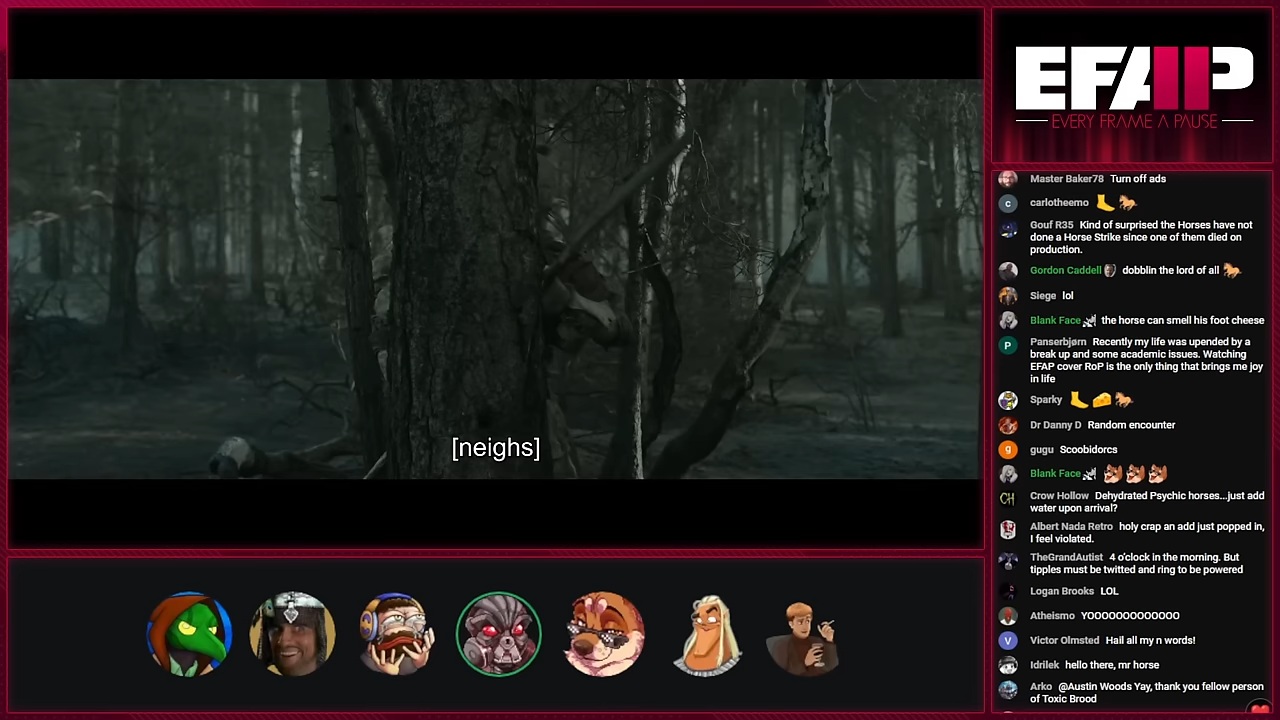 [neighs]
EFAP
EVERY FRAME A PAUSE
Master Baker78 Turn off ads
c carlotheemo
Gouf R35 Kind of surprised the Horses have not
done a Horse Strike since one of them died on
production.
Gordon Caddell dobblin the lord of all
Siege lol
Blank Face the horse can smell his foot cheese
P Panserbjørn Recently my life was upended by a
break up and some academic issues. Watching
EFAP cover RoP is the only thing that brings me joy
in life
Sparky
Dr Danny D Random encounter
g gugu Scoobidorcs
Blank Face
CH Crow Hollow Dehydrated Psychic horses...just add
water upon arrival?
Albert Nada Retro holy crap an add just popped in,
I feel violated.
TheGrandAutist 4 o'clock in the morning. But
tipples must be twitted and ring to be powered
Logan Brooks LOL
Atheismo YOOOOOOOOOOOOO
V Victor Olmsted Hail all my n words!
Idrilek hello there, mr horse
Arko @Austin Woods Yay, thank you fellow person
of Toxic Brood